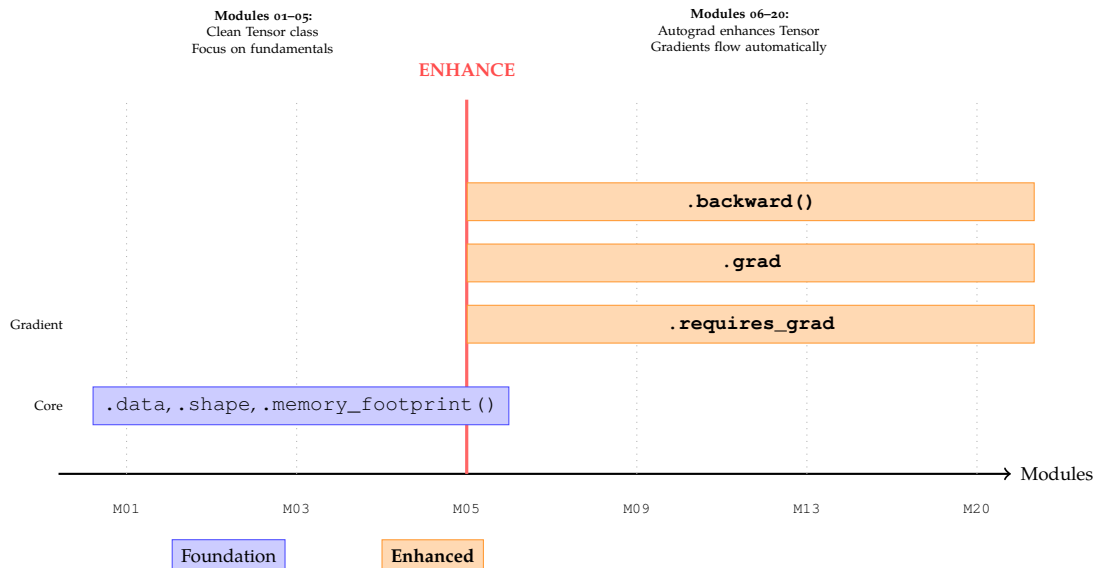 Modules 01–05:
Clean Tensor class
Focus on fundamentals
Modules 06–20:
Autograd enhances Tensor
Gradients flow automatically
ENHANCE
.backward()
.grad
Gradient
.requires_grad
Core
.data, .shape, .memory_footprint()
Modules
M01
M03
M05
M09
M13
M20
Foundation
Enhanced